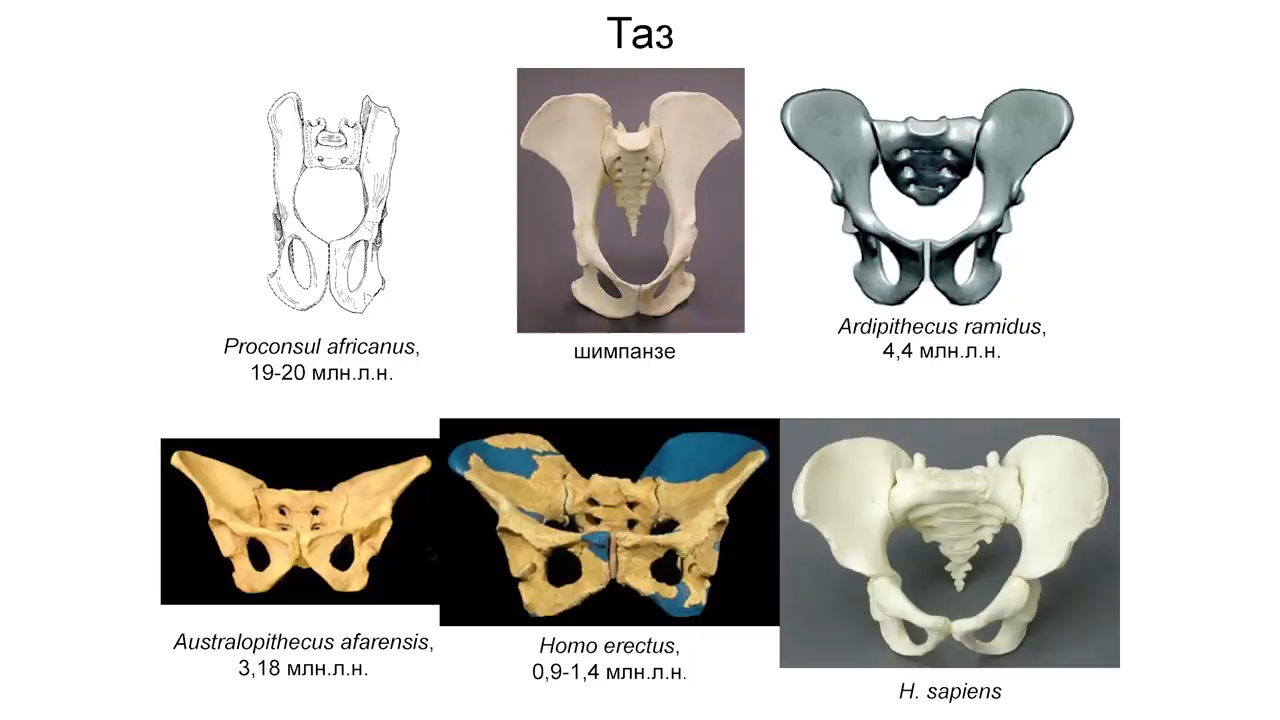 Таз
Proconsul africanus,
19-20 млн.л.н.
шимпанзе
Ardipithecus ramidus,
4,4 млн.л.н.
Australopithecus afarensis,
3,18 млн.л.н.
Homo erectus,
0,9-1,4 млн.л.н.
H. sapiens